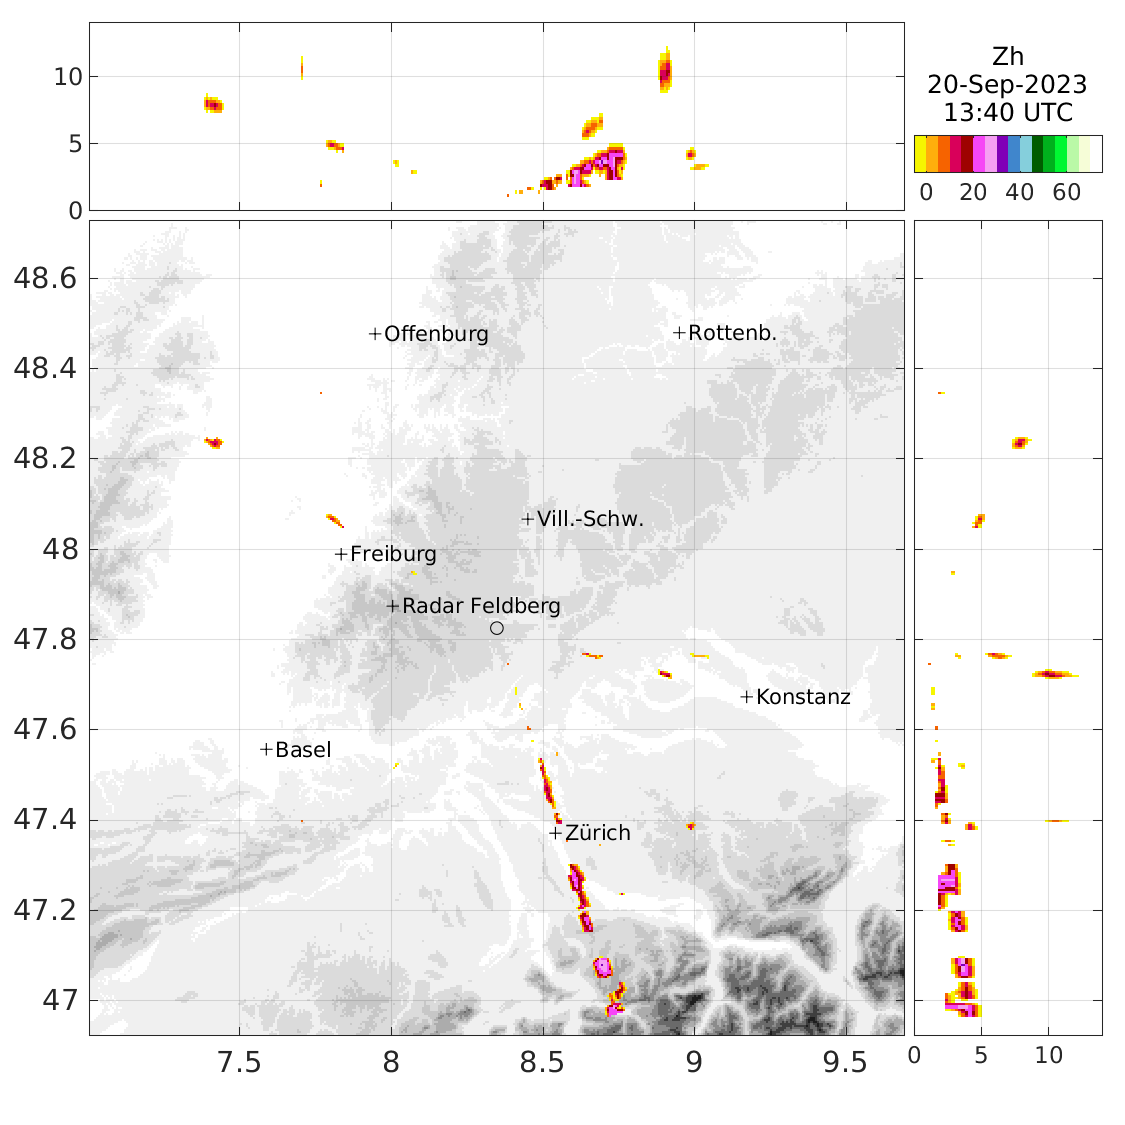 10
5
0
Zh
20-Sep-2023
13:40 UTC
0 20 40 60
48.6
48.4
48.2
48
47.8
47.6
47.4
47.2
47
Offenburg
Rottenb.
Vill.-Schw.
Freiburg
Radar Feldberg
Konstanz
Basel
Zürich
7.5 8 8.5 9 9.5
0 5 10